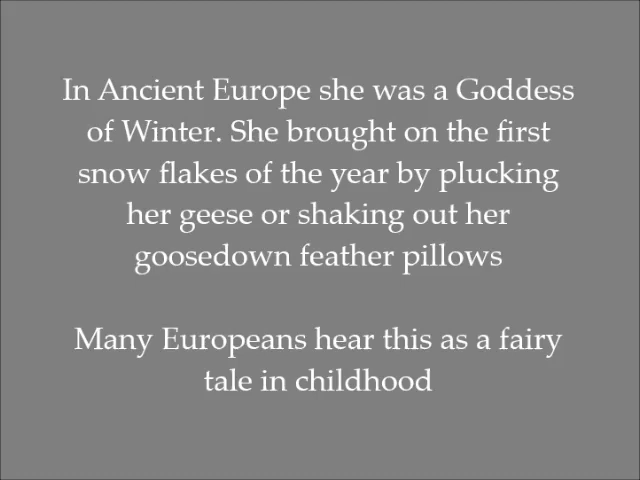 In Ancient Europe she was a Goddess
of Winter. She brought on the first
snow flakes of the year by plucking
her geese or shaking out her
goosedown feather pillows
Many Europeans hear this as a fairy
tale in childhood